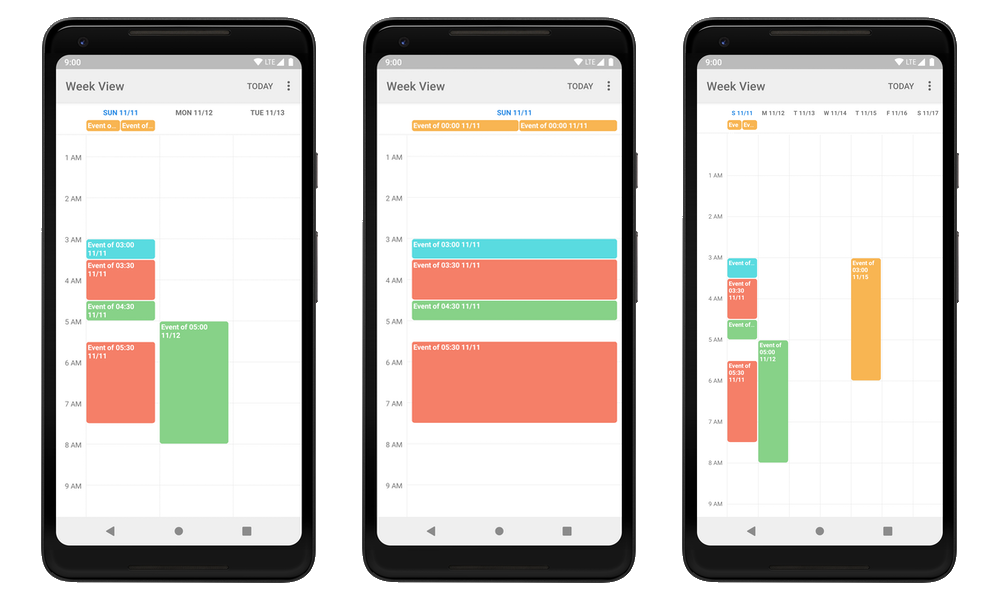 9:00
LTE
Week View
TODAY
SUN 11/11
MON 11/12
TUE 11/13
Event o...
Event of...
1 AM
2 AM
3 AM
Event of 03:00
11/11
Event of 03:30
11/11
4 AM
Event of 04:30
11/11
5 AM
Event of 05:00
11/12
Event of 05:30
11/11
6 AM
7 AM
8 AM
9 AM
9:00
LTE
Week View
TODAY
SUN 11/11
Event of 00:00 11/11
Event of 00:00 11/11
1 AM
2 AM
3 AM
Event of 03:00 11/11
Event of 03:30 11/11
4 AM
Event of 04:30 11/11
5 AM
Event of 05:30 11/11
6 AM
7 AM
8 AM
9 AM
9:00
LTE
Week View
TODAY
S 11/11
M 11/12
T 11/13
W 11/14
T 11/15
F 11/16
S 11/17
Eve
Ev...
1 AM
2 AM
3 AM
Event of...
Event of
03:00
11/15
Event of
03:30
11/11
4 AM
Event of...
5 AM
Event of
05:00
11/12
Event of
05:30
11/11
6 AM
7 AM
8 AM
9 AM